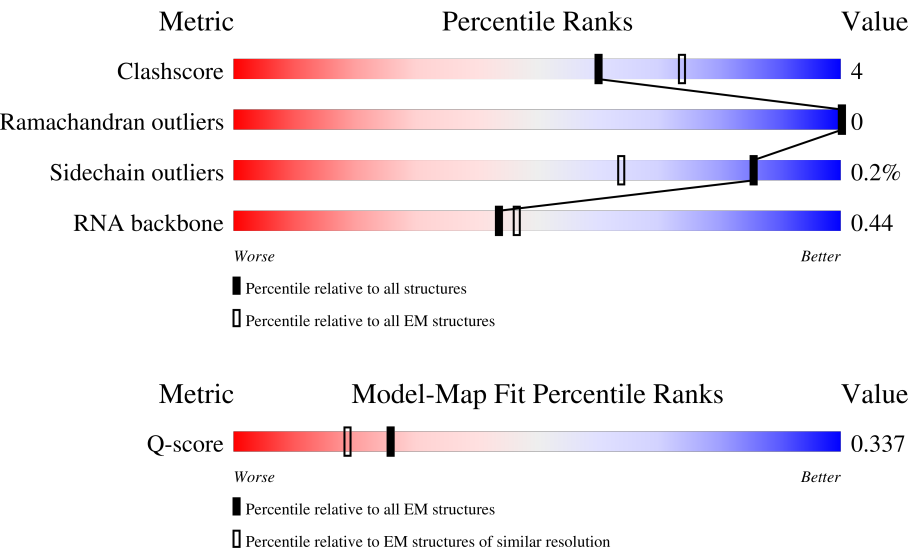 Metric Percentile Ranks Value
Clashscore 4
Ramachandran outliers 0
Sidechain outliers 0.2%
RNA backbone 0.44
Worse Better
Percentile relative to all structures
Percentile relative to all EM structures
Metric Model-Map Fit Percentile Ranks Value
Q-score 0.337
Worse Better
Percentile relative to all EM structures
Percentile relative to EM structures of similar resolution